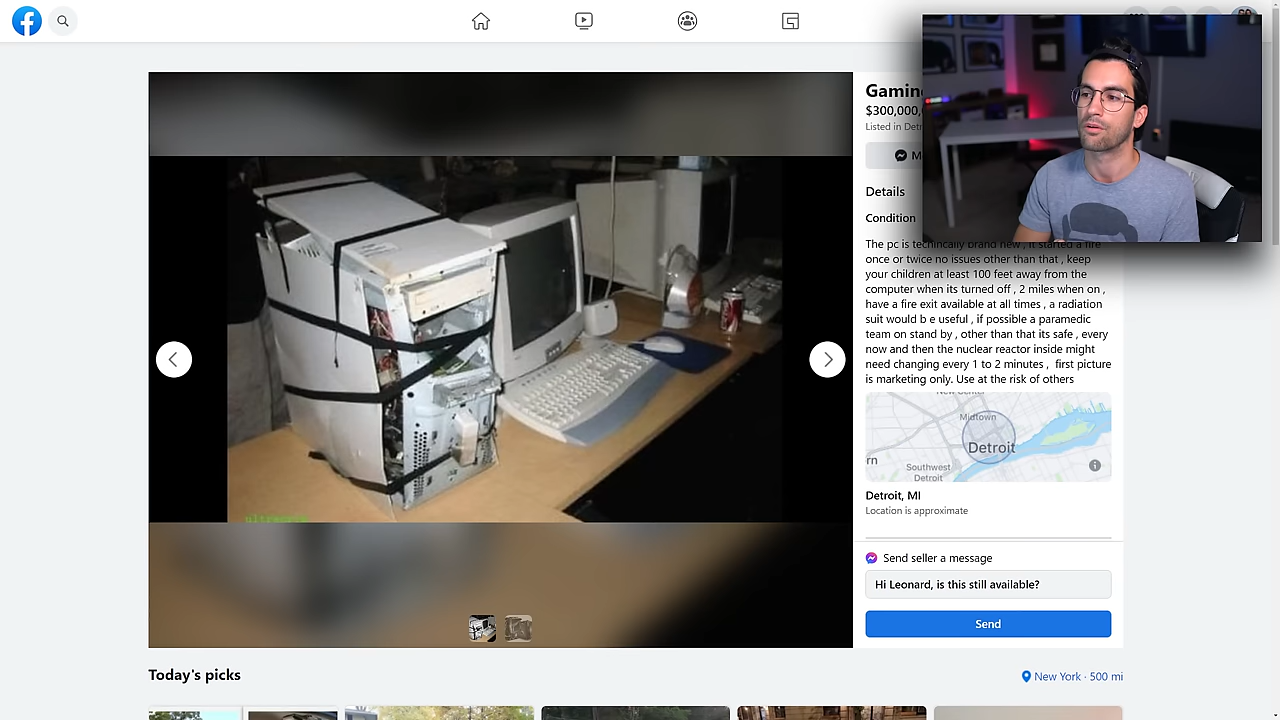 Gaming
$300,000,
Listed in Detr
M
Details
Condition
The pc is techincally brand new , it started a fire
once or twice no issues other than that , keep
your children at least 100 feet away from the
computer when its turned off , 2 miles when on ,
have a fire exit available at all times , a radiation
suit would b e useful , if possible a paramedic
team on stand by , other than that its safe , every
now and then the nuclear reactor inside might
need changing every 1 to 2 minutes ,  first picture
is marketing only. Use at the risk of others
New Center
Midtown
Detroit
rn
Southwest
Detroit
Detroit, MI
Location is approximate
Send seller a message
Hi Leonard, is this still available?
Send
Today's picks
New York · 500 mi